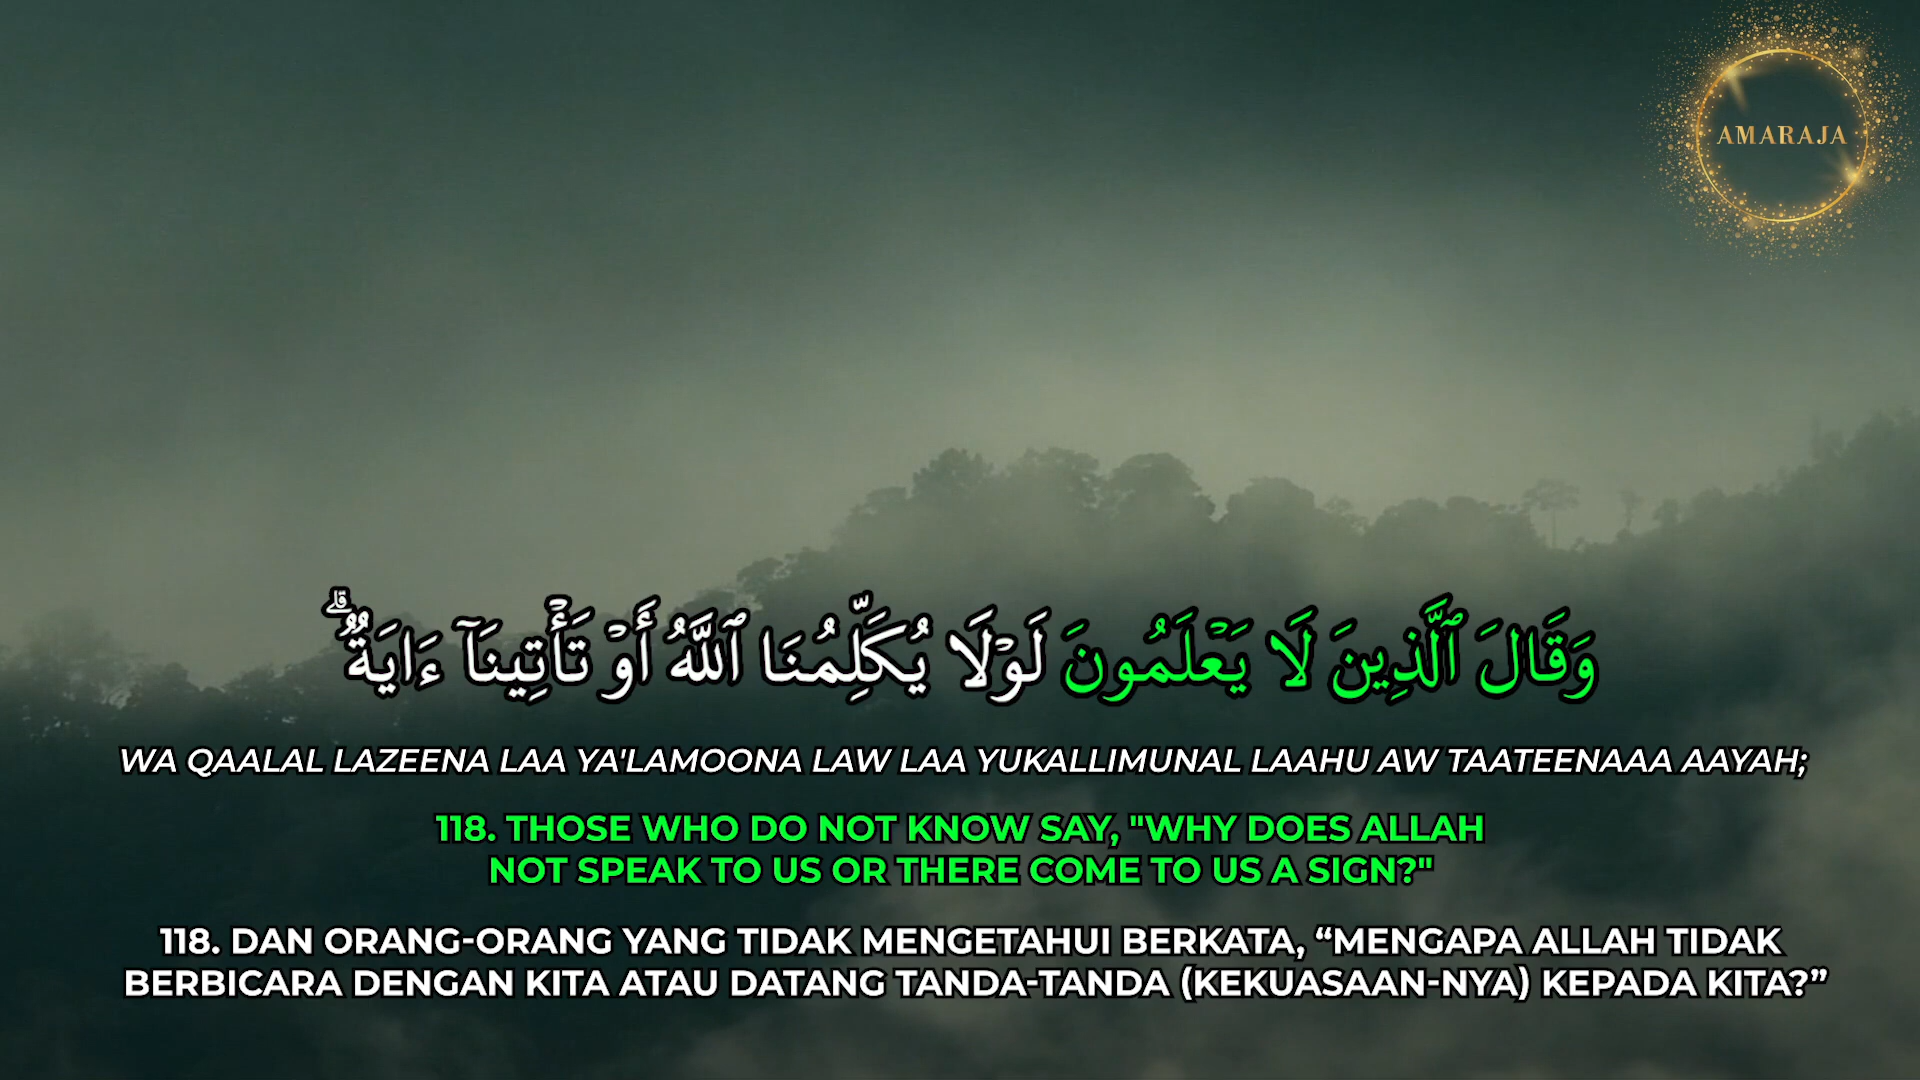 AMARAJA
وَقَالَ ٱلَّذِينَ لَا يَعْلَمُونَ لَوْلَا يُكَلِّمُنَا ٱللَّهُ أَوْ تَأْتِينَآ ءَايَةٌ ۗ
WA QAALAL LAZEENA LAA YA'LAMOONA LAW LAA YUKALLIMUNAL LAAHU AW TAATEENAAA AAYAH;
118. THOSE WHO DO NOT KNOW SAY, "WHY DOES ALLAH
NOT SPEAK TO US OR THERE COME TO US A SIGN?"
118. DAN ORANG-ORANG YANG TIDAK MENGETAHUI BERKATA, “MENGAPA ALLAH TIDAK
BERBICARA DENGAN KITA ATAU DATANG TANDA-TANDA (KEKUASAAN-NYA) KEPADA KITA?”